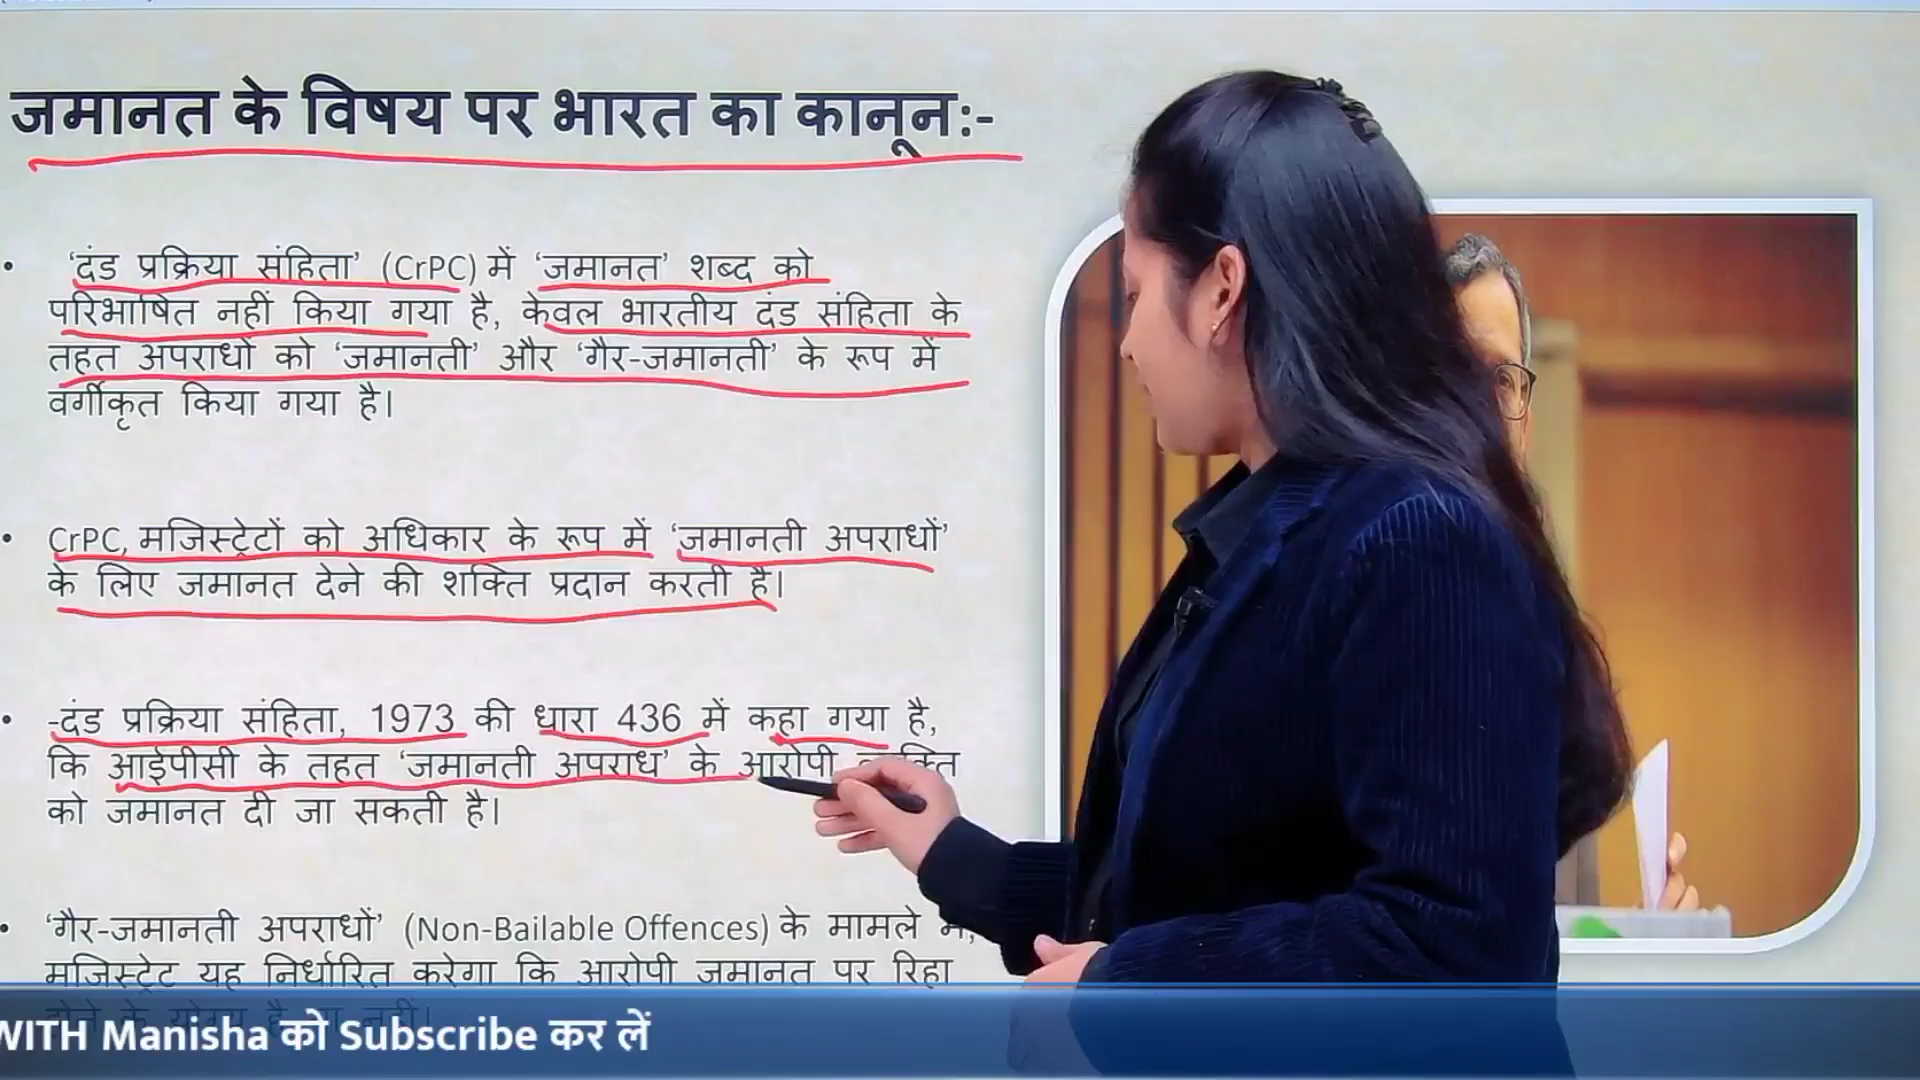 जमानत के विषय पर भारत का कानून:-
• ‘दंड प्रक्रिया संहिता’ (CrPC) में ‘जमानत’ शब्द को
परिभाषित नहीं किया गया है, केवल भारतीय दंड संहिता के
तहत अपराधों को ‘जमानती’ और ‘गैर-जमानती’ के रूप में
वर्गीकृत किया गया है।
• CrPC, मजिस्ट्रेटों को अधिकार के रूप में ‘जमानती अपराधों’
के लिए जमानत देने की शक्ति प्रदान करती है।
• -दंड प्रक्रिया संहिता, 1973 की धारा 436 में कहा गया है,
कि आईपीसी के तहत ‘जमानती अपराध’ के आरोपी
को जमानत दी जा सकती है।
• ‘गैर-जमानती अपराधों’ (Non-Bailable Offences) के मामले में,
मजिस्ट्रेट यह निर्धारित करेगा कि आरोपी जमानत पर रिहा
होने के योग्य है या नहीं।
WITH Manisha को Subscribe कर लें